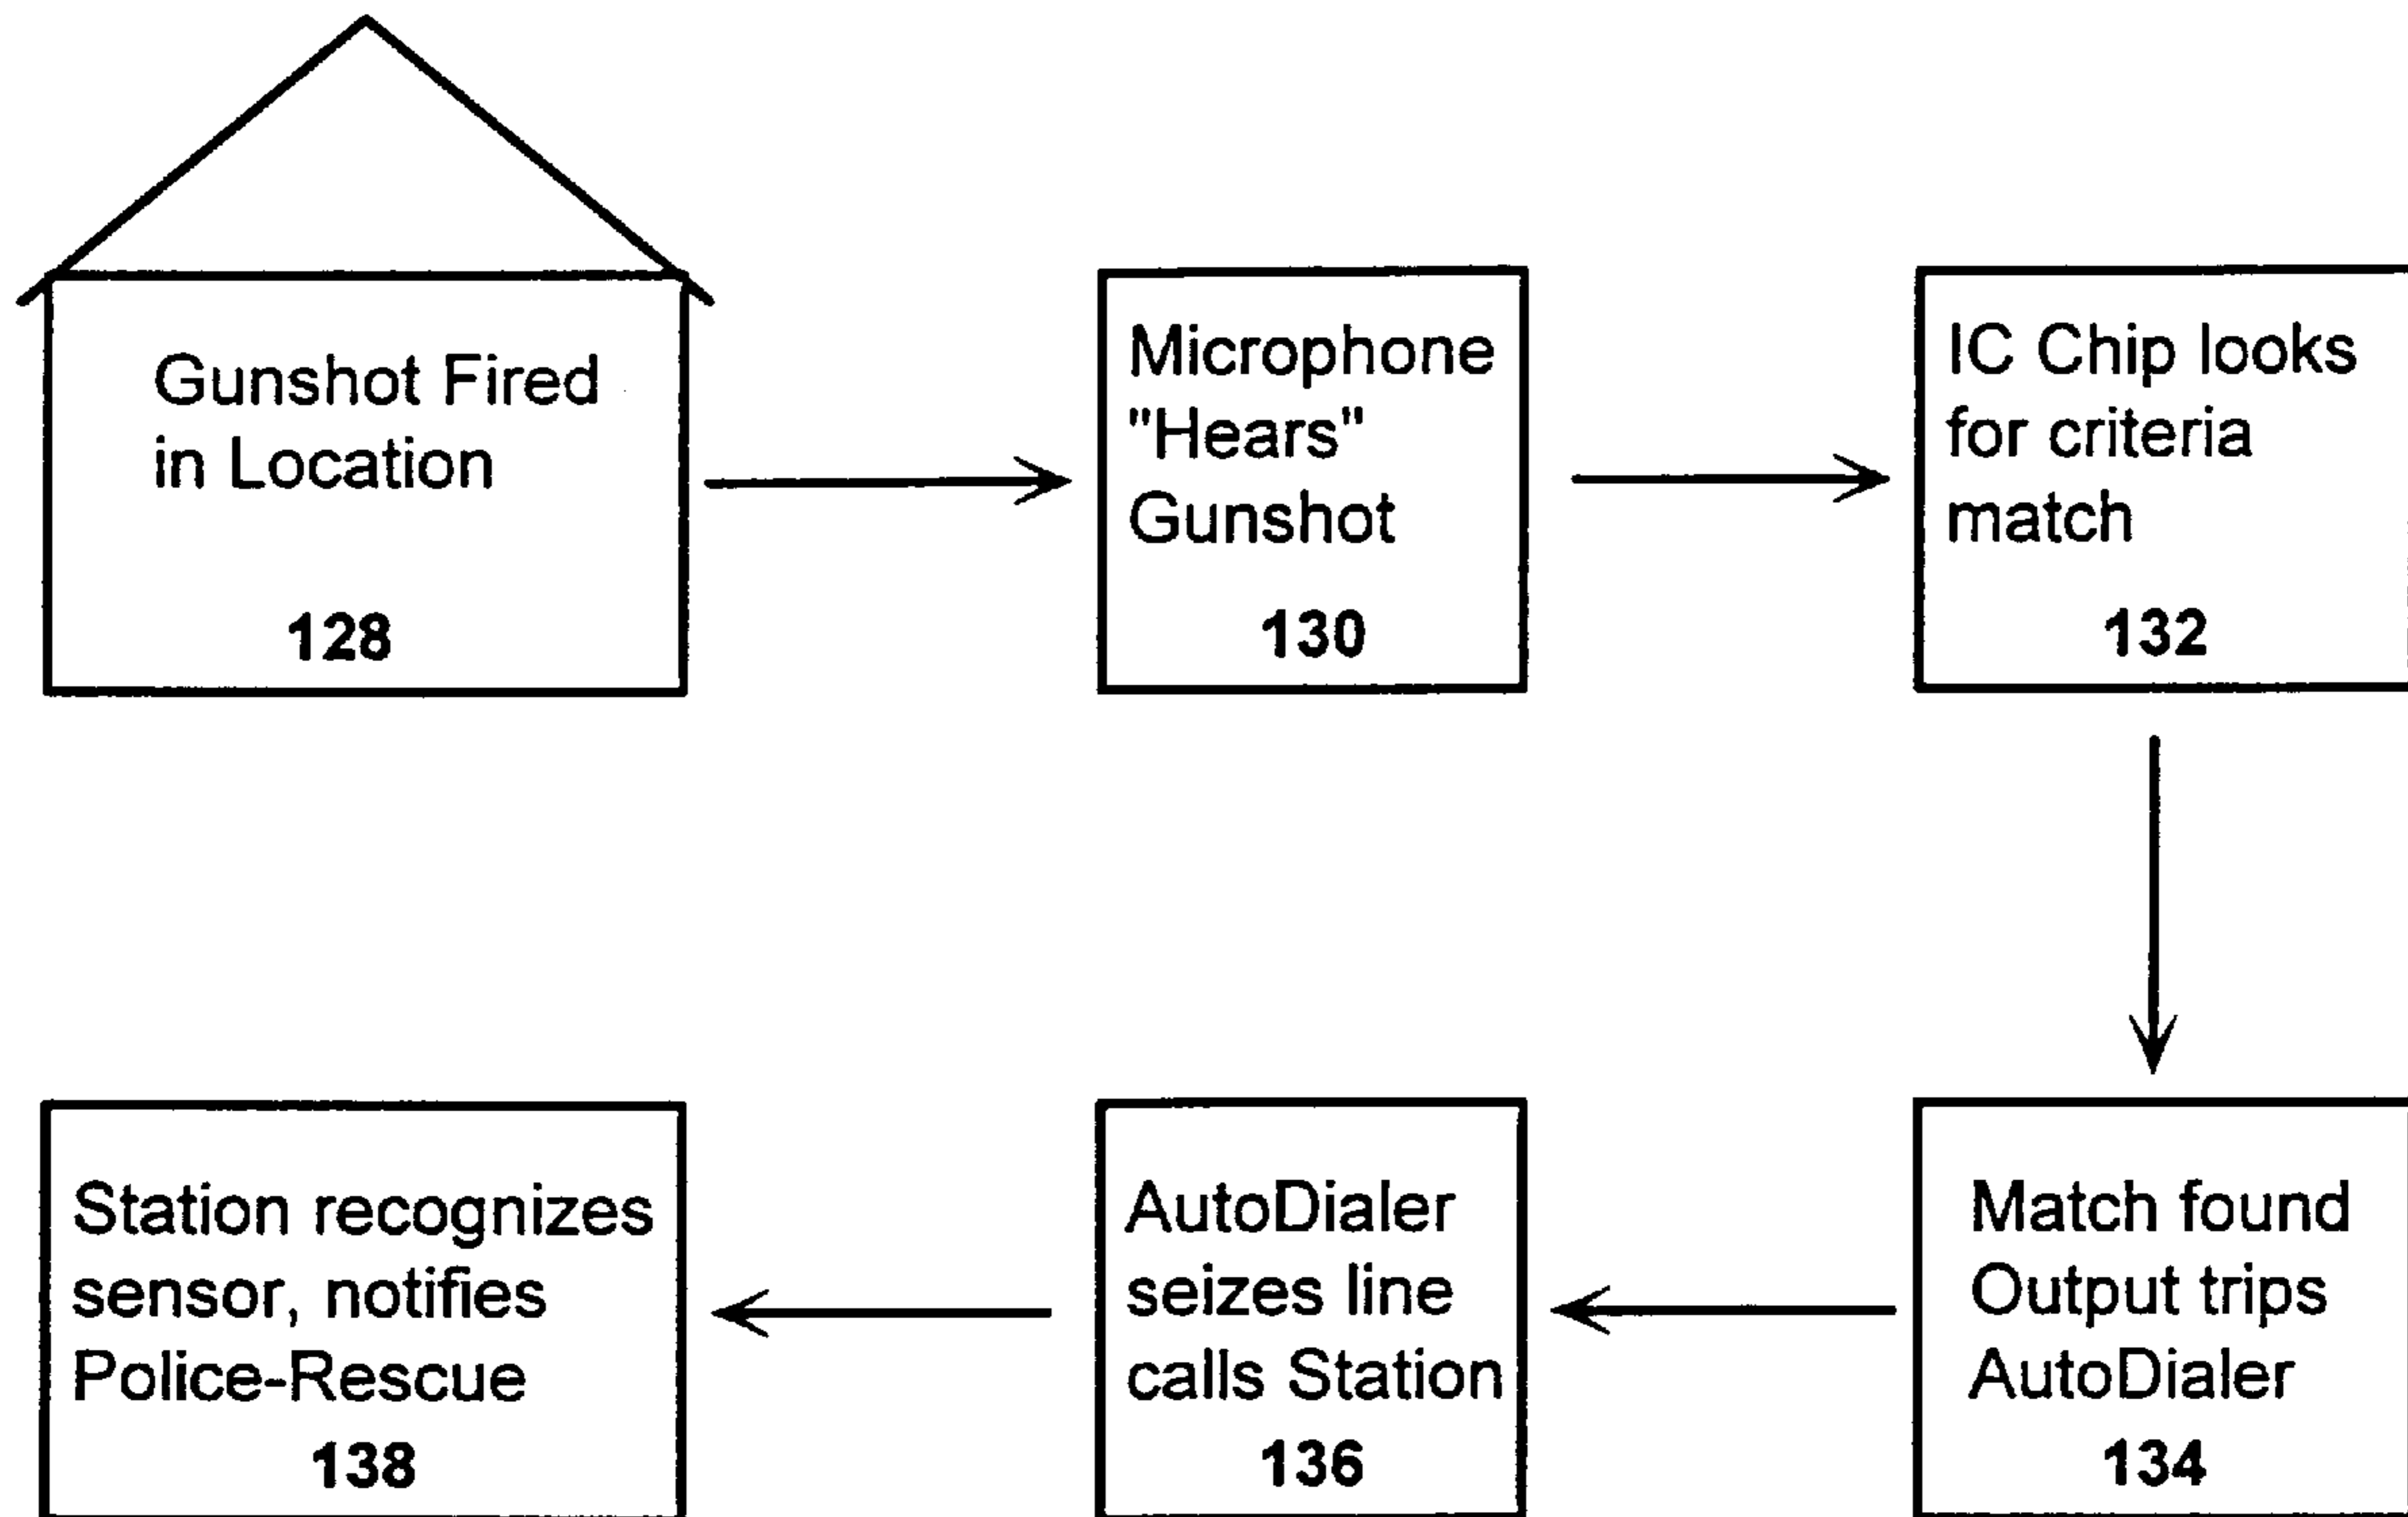 Gunshot Fired
in Location
128
Microphone
"Hears"
Gunshot
130
IC Chip looks
for criteria
match
132
Match found
Output trips
AutoDialer
134
AutoDialer
seizes line
calls Station
136
Station recognizes
sensor, notifies
Police-Rescue
138